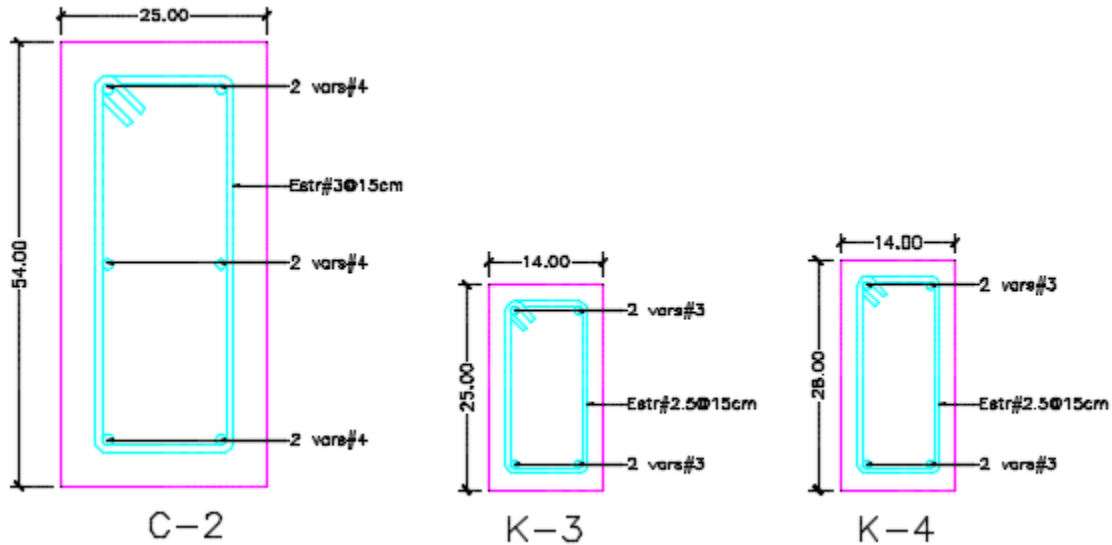 25.00
54.00
2 vars#4
Estr#3@15cm
2 vars#4
2 vars#4
C-2
14.00
25.00
2 vars#3
Estr#2.5@15cm
2 vars#3
K-3
14.00
28.00
2 vars#3
Estr#2.5@15cm
2 vars#3
K-4